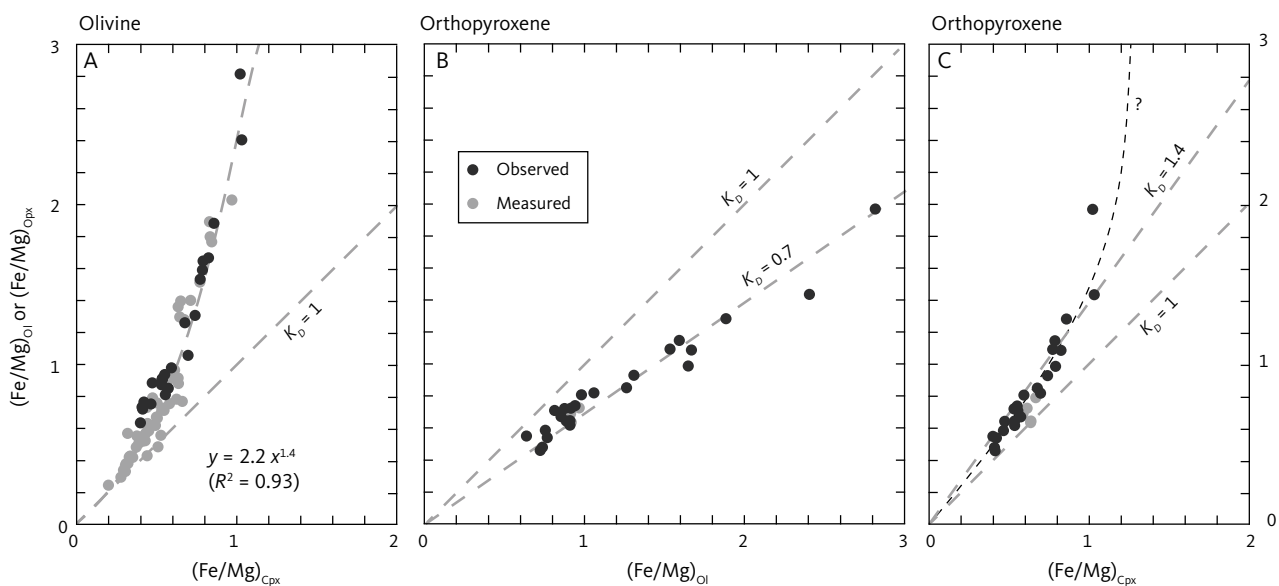 Olivine
Orthopyroxene
Orthopyroxene
3
A
B
C
3
?
Observed
Measured
K_D = 1
K_D = 1.4
2
2
(Fe/Mg)_Ol or (Fe/Mg)_Opx
K_D = 0.7
K_D = 1
K_D = 1
1
1
y = 2.2 x^1.4
(R^2 = 0.93)
0
0
0 1 2
0 1 2 3
0 1 2
(Fe/Mg)_Cpx
(Fe/Mg)_Ol
(Fe/Mg)_Cpx